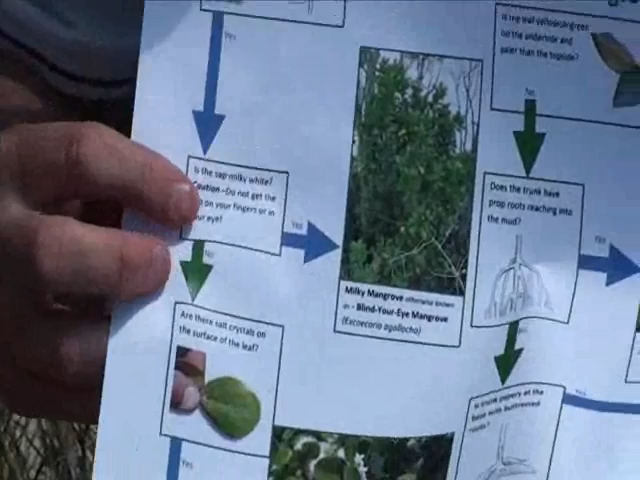 Yes
Is the leaf yellowish/green
on the underside and
paler than the topside?
No
Is the sap milky white?
Caution – Do not get the
on your fingers or in
your eye!
Yes
No
Does the trunk have
prop roots reaching into
the mud?
Yes
Milky Mangrove otherwise known
as - Blind-Your-Eye Mangrove
(Excoecaria agallocha)
Are there salt crystals on
the surface of the leaf?
Yes
Is trunk papery at the
base with buttressed
roots?
Yes